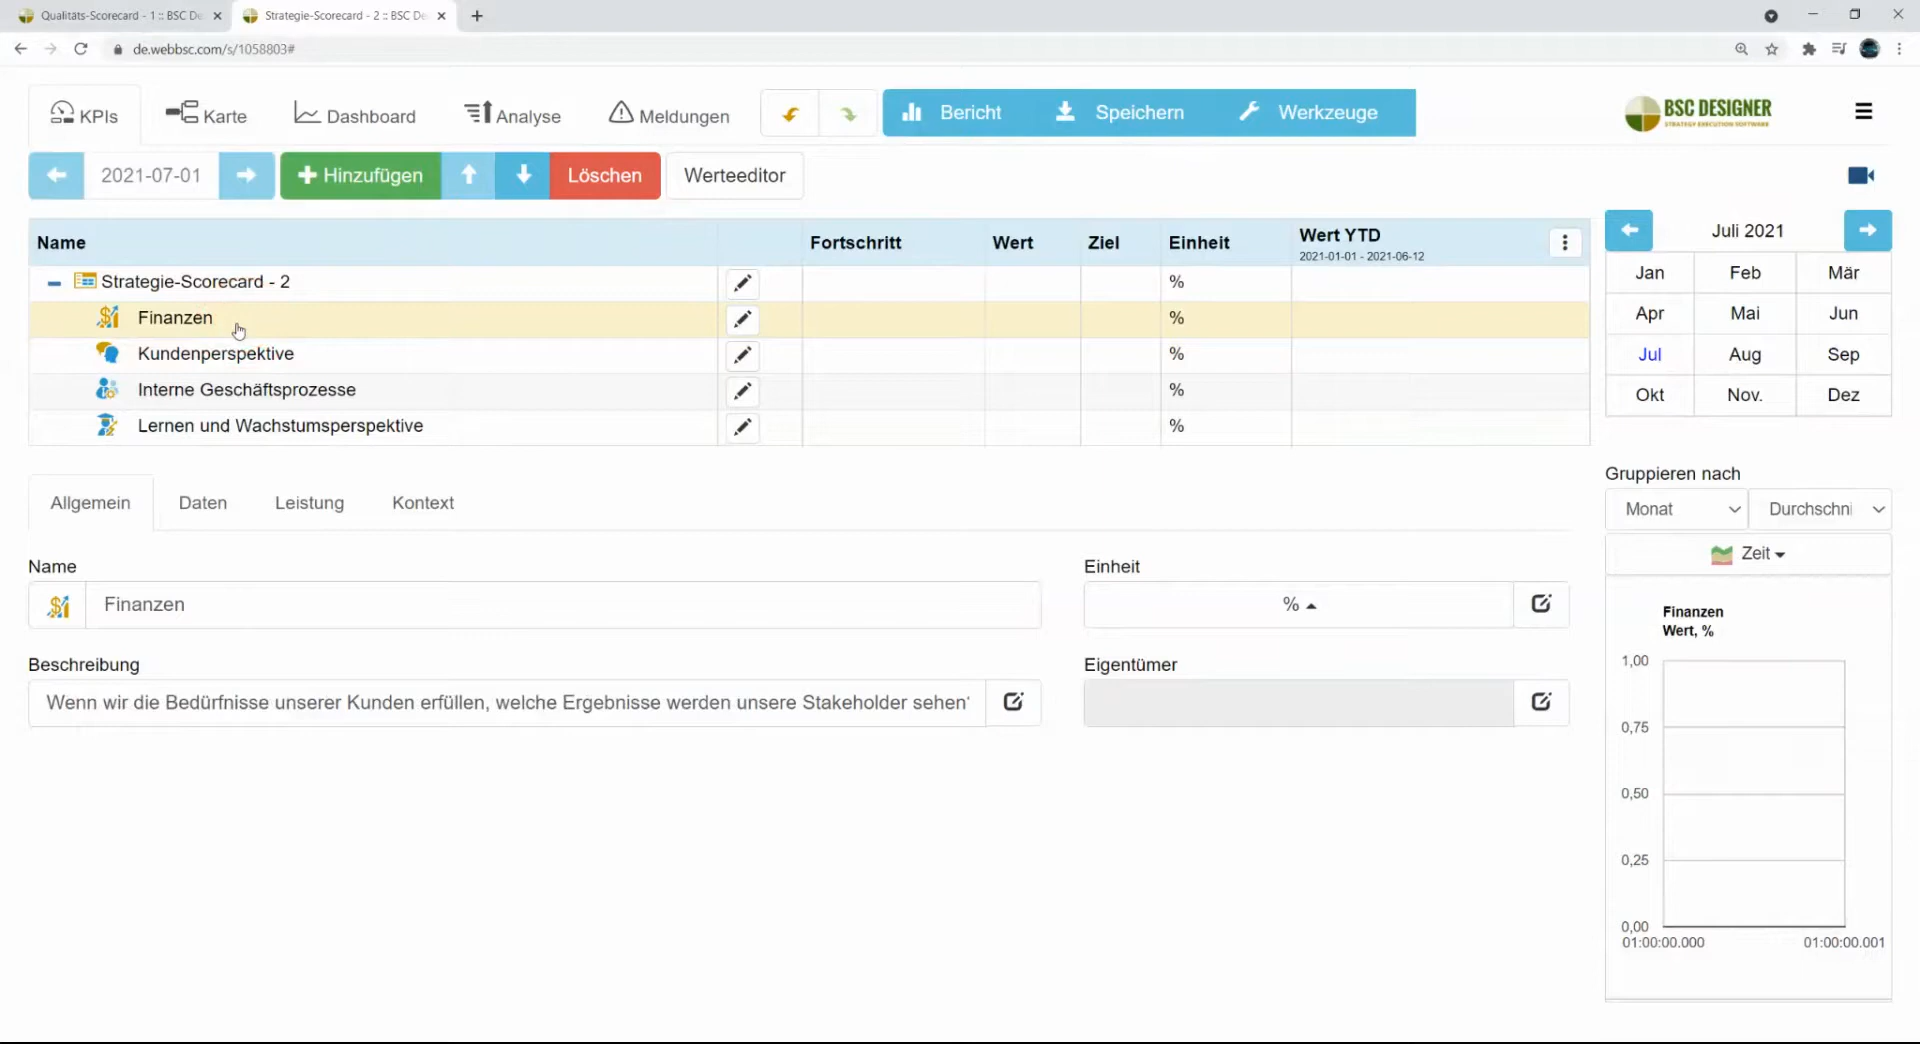 Qualitäts-Scorecard - 1 :: BSC De
Strategie-Scorecard - 2 :: BSC De
de.webbsc.com/s/1058803#
KPIs
Karte
Dashboard
Analyse
Meldungen
Bericht
Speichern
Werkzeuge
BSC DESIGNER
STRATEGY EXECUTION SOFTWARE
2021-07-01
Hinzufügen
Löschen
Werteeditor
Name
Fortschritt
Wert
Ziel
Einheit
Wert YTD
2021-01-01 - 2021-06-12
Strategie-Scorecard - 2
%
Finanzen
%
Kundenperspektive
%
Interne Geschäftsprozesse
%
Lernen und Wachstumsperspektive
%
Juli 2021
Jan Feb Mär
Apr Mai Jun
Jul Aug Sep
Okt Nov. Dez
Allgemein
Daten
Leistung
Kontext
Name
Finanzen
Einheit
%
Beschreibung
Wenn wir die Bedürfnisse unserer Kunden erfüllen, welche Ergebnisse werden unsere Stakeholder sehen
Eigentümer
Gruppieren nach
Monat
Durchschni
Zeit
Finanzen
Wert, %
1,00
0,75
0,50
0,25
0,00
01:00:00.000
01:00:00.001